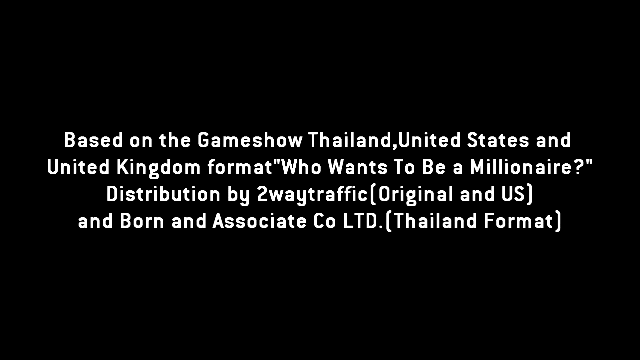 Based on the Gameshow Thailand,United States and
United Kingdom format"Who Wants To Be a Millionaire?"
Distribution by 2waytraffic(Original and US)
and Born and Associate Co LTD.(Thailand Format)